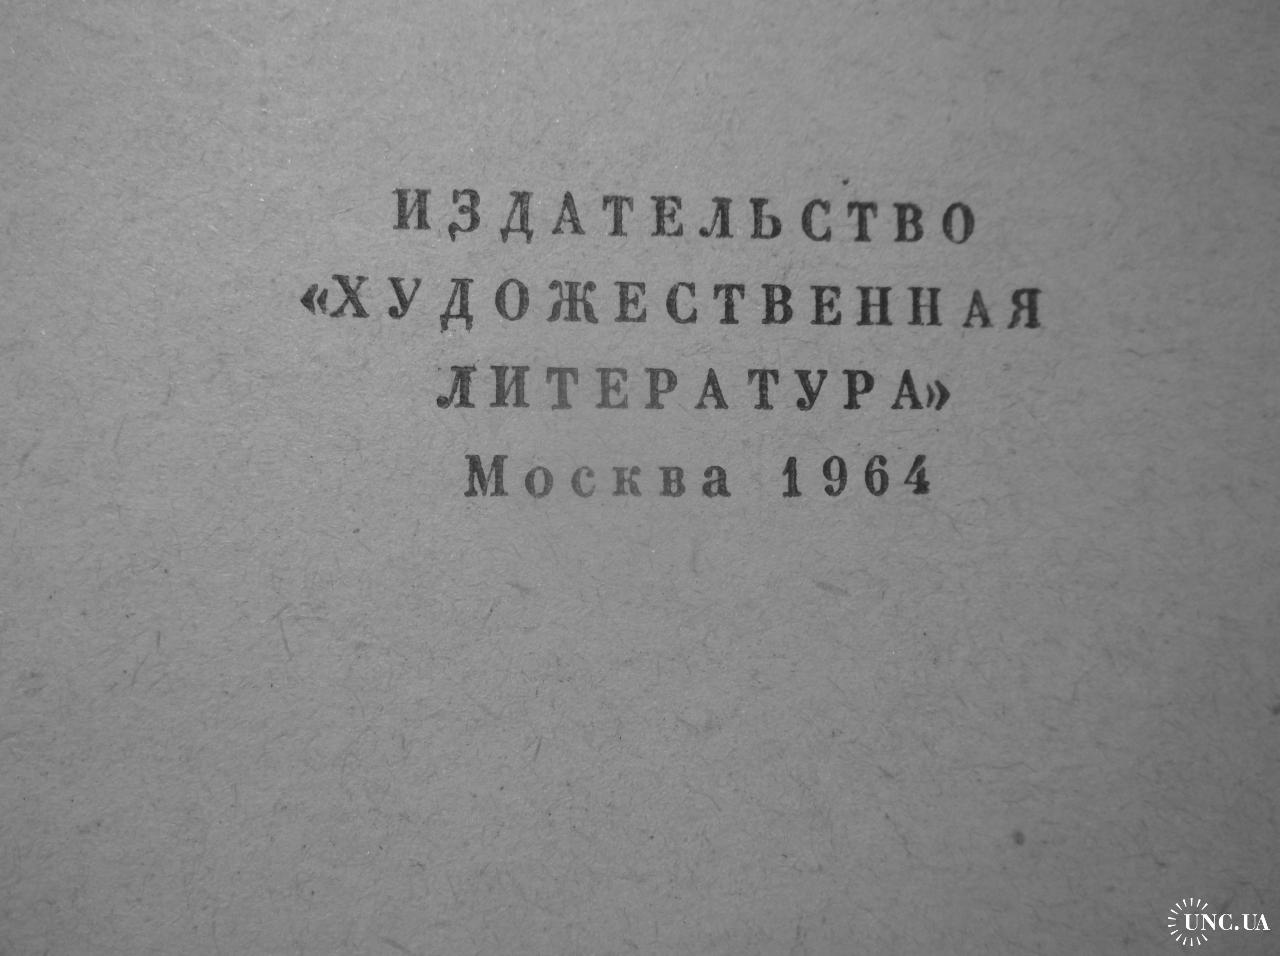 ИЗДАТЕЛЬСТВО
«ХУДОЖЕСТВЕННАЯ
ЛИТЕРАТУРА»
Москва 1964
UNC.UA